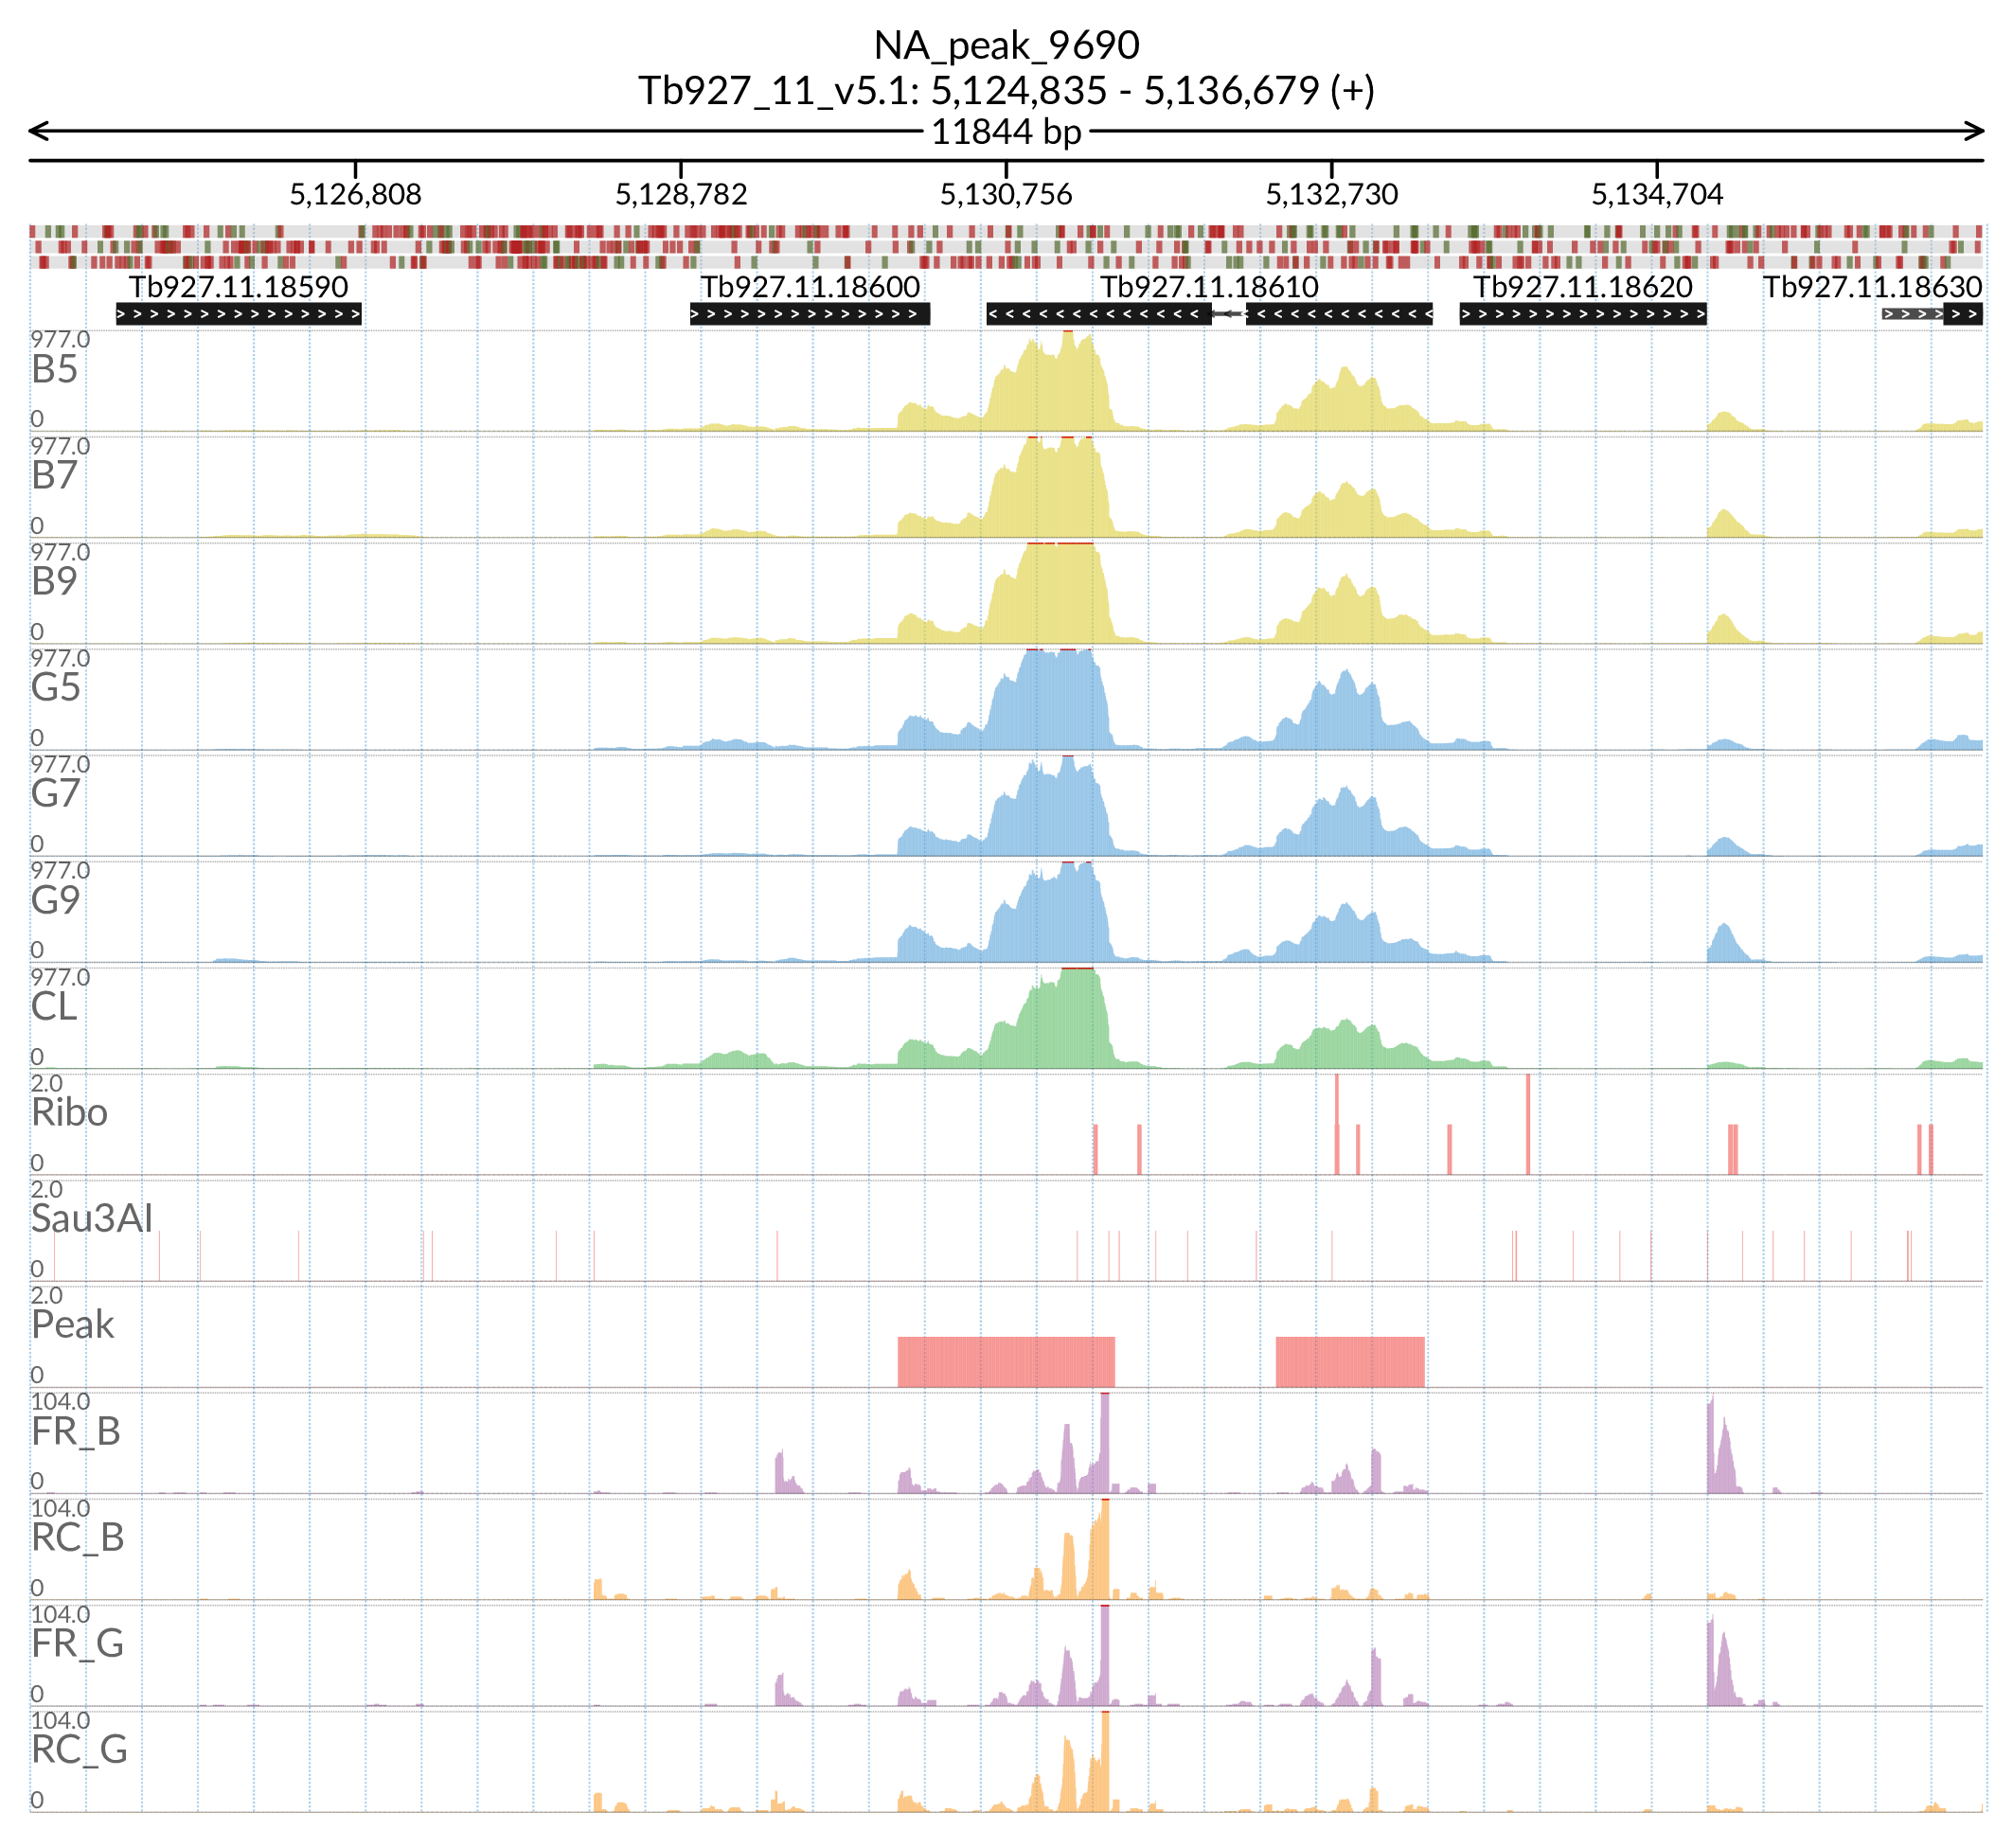 NA_peak_9690
Tb927_11_v5.1: 5,124,835 - 5,136,679 (+)
11844 bp
5,126,808 5,128,782 5,130,756 5,132,730 5,134,704
Tb927.11.18590 Tb927.11.18600 Tb927.11.18610 Tb927.11.18620 Tb927.11.18630
977.0
B5
0
977.0
B7
0
977.0
B9
0
977.0
G5
0
977.0
G7
0
977.0
G9
0
977.0
CL
0
2.0
Ribo
0
2.0
Sau3AI
0
2.0
Peak
0
104.0
FR_B
0
104.0
RC_B
0
104.0
FR_G
0
104.0
RC_G
0